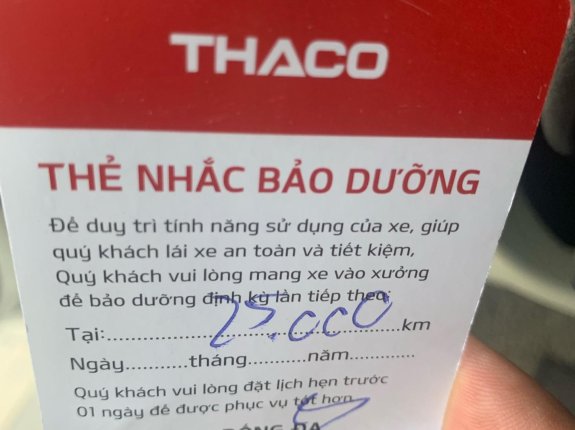 THACO
THẺ NHẮC BẢO DƯỠNG
Để duy trì tính năng sử dụng của xe, giúp
quý khách lái xe an toàn và tiết kiệm,
Quý khách vui lòng mang xe vào xưởng
để bảo dưỡng định kỳ lần tiếp theo:
Tại:..........25.000..........km
Ngày...........tháng..........năm............
Quý khách vui lòng đặt lịch hẹn trước
01 ngày để được phục vụ tốt hơn